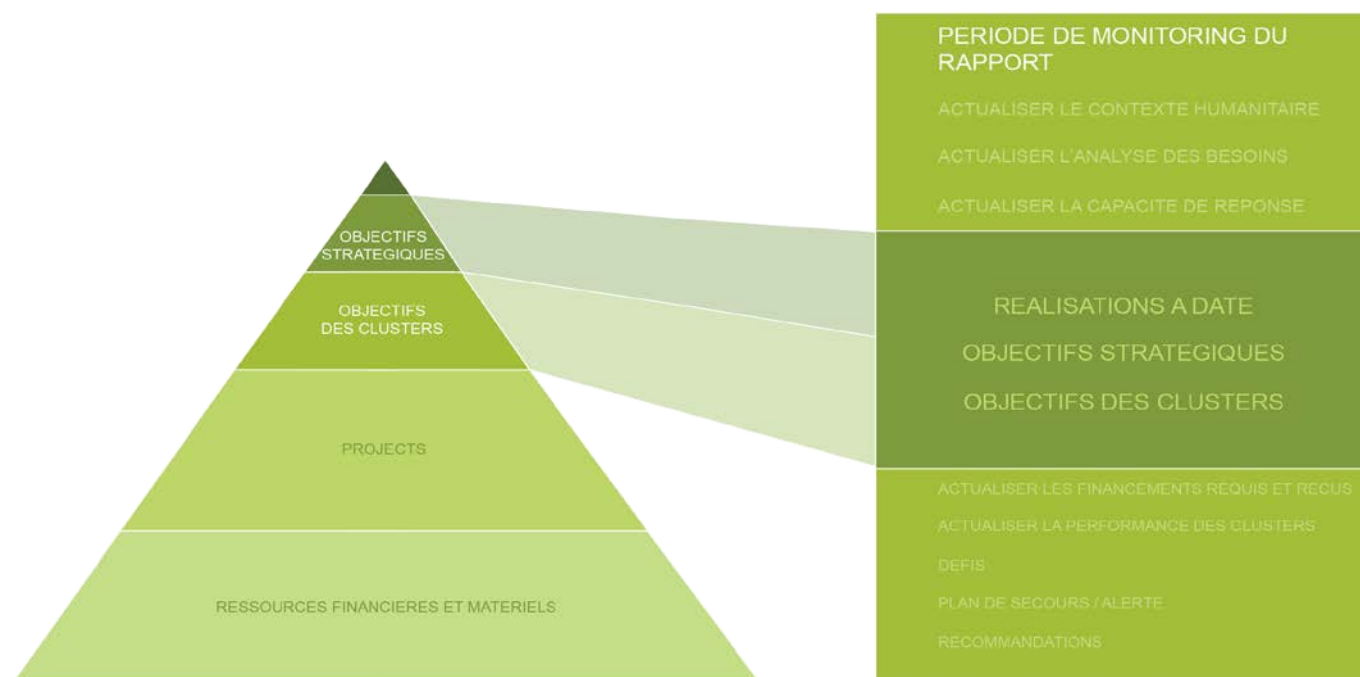 OBJECTIFS
STRATEGIQUES
OBJECTIFS
DES CLUSTERS
PROJECTS
RESSOURCES FINANCIERES ET MATERIELS
PERIODE DE MONITORING DU
RAPPORT
ACTUALISER LE CONTEXTE HUMANITAIRE
ACTUALISER L'ANALYSE DES BESOINS
ACTUALISER LA CAPACITE DE REPONSE
REALISATIONS A DATE
OBJECTIFS STRATEGIQUES
OBJECTIFS DES CLUSTERS
ACTUALISER LES FINANCEMENTS REQUIS ET RECUS
ACTUALISER LA PERFORMANCE DES CLUSTERS
DEFIS
PLAN DE SECOURS / ALERTE
RECOMMANDATIONS